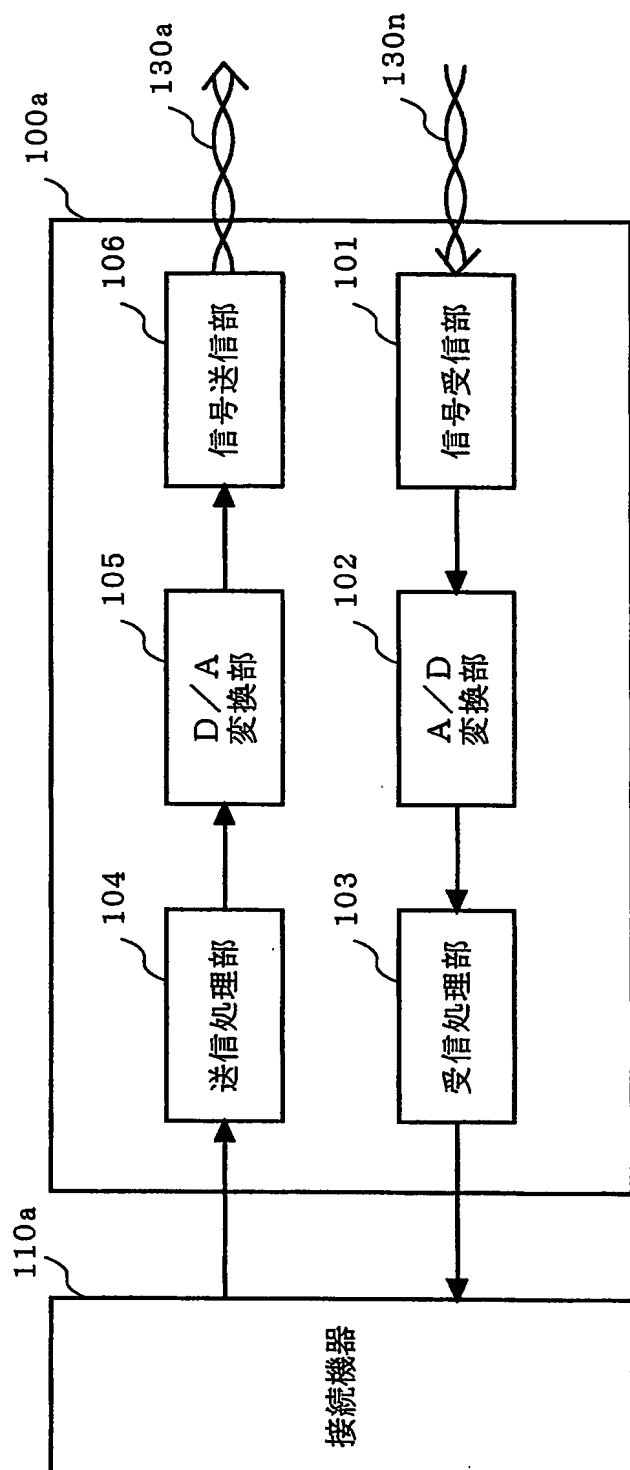 110a
接続機器
100a
104
送信処理部
105
D／A
変換部
106
信号送信部
130a
103
受信処理部
102
A／D
変換部
101
信号受信部
130n